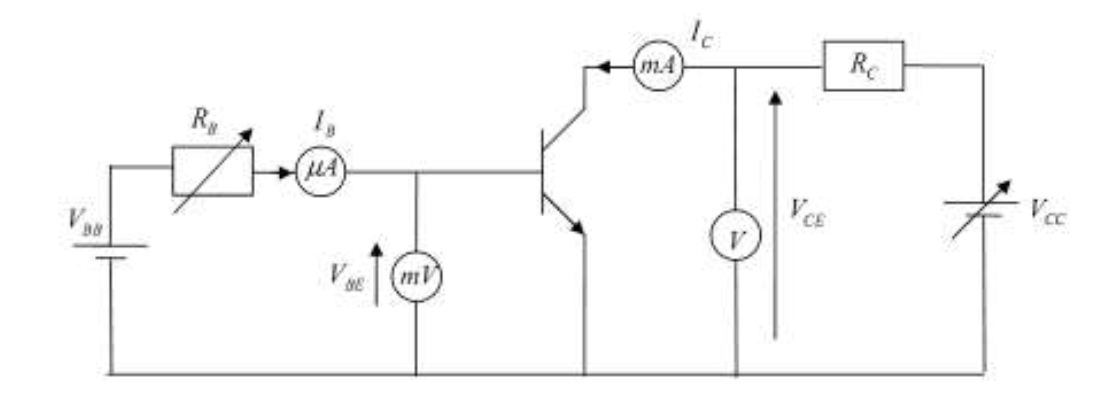 I_C
mA
R_C
R_B
I_B
μA
V_BB
V_BE
mV
V
V_CE
V_CC